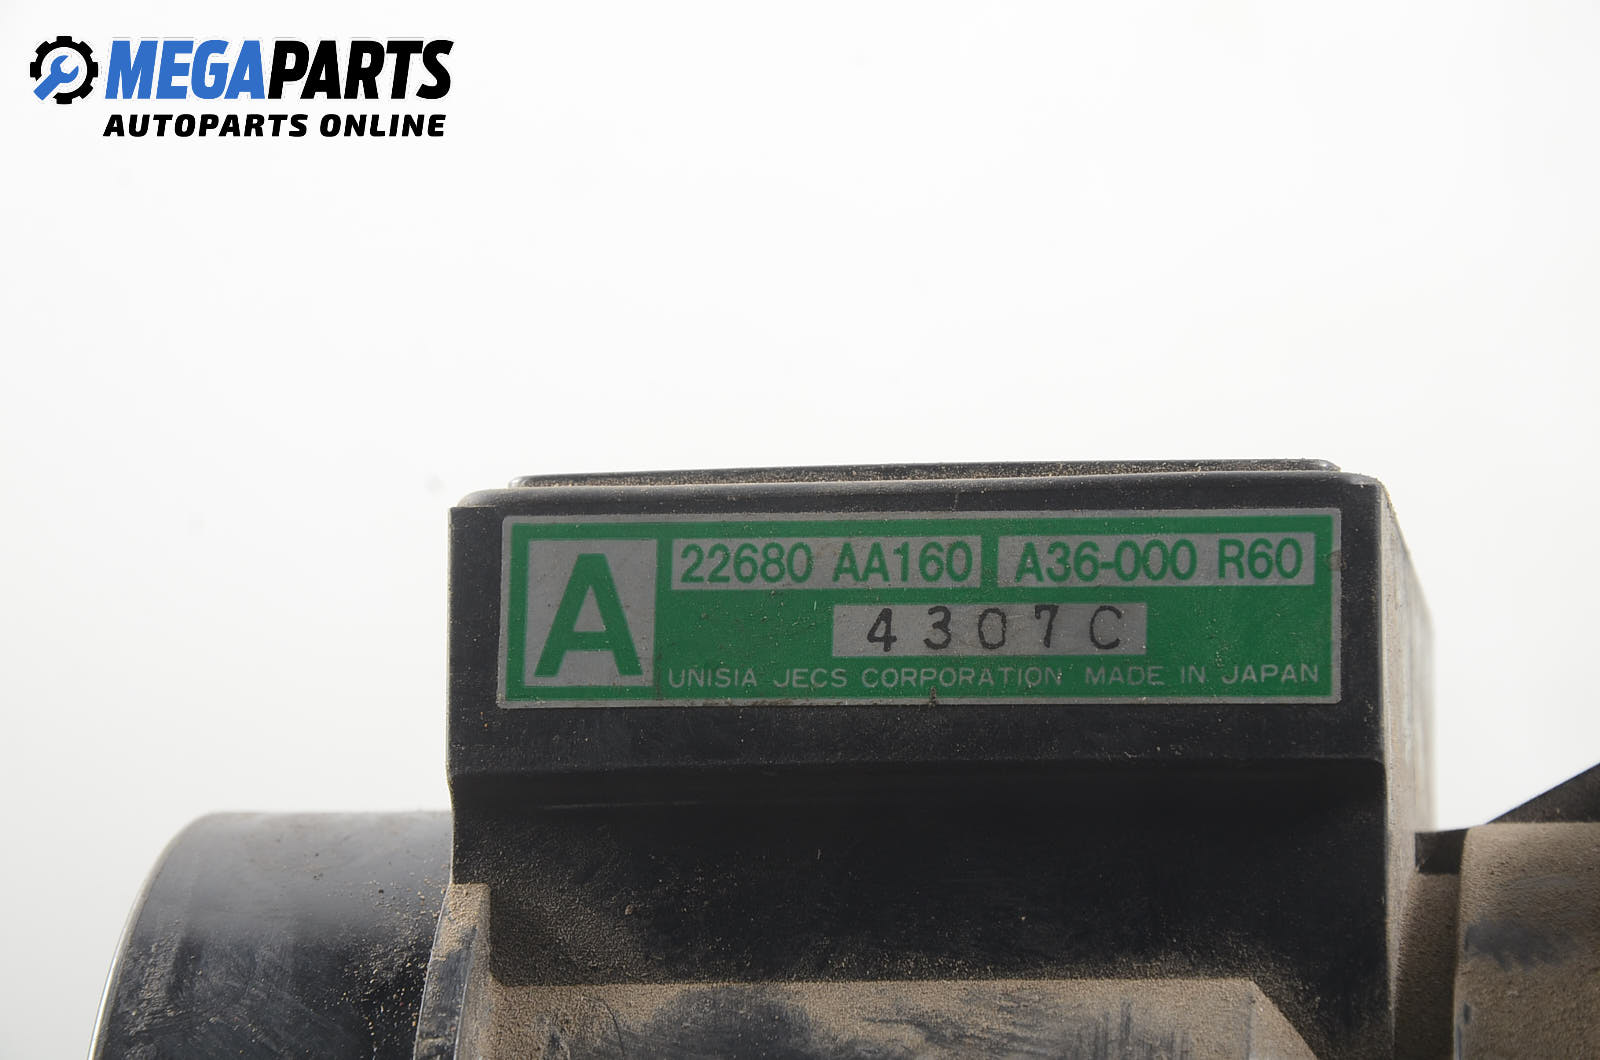 MEGAPARTS
AUTOPARTS ONLINE
A 22680 AA160 A36-000 R60
4307C
UNISIA JECS CORPORATION MADE IN JAPAN